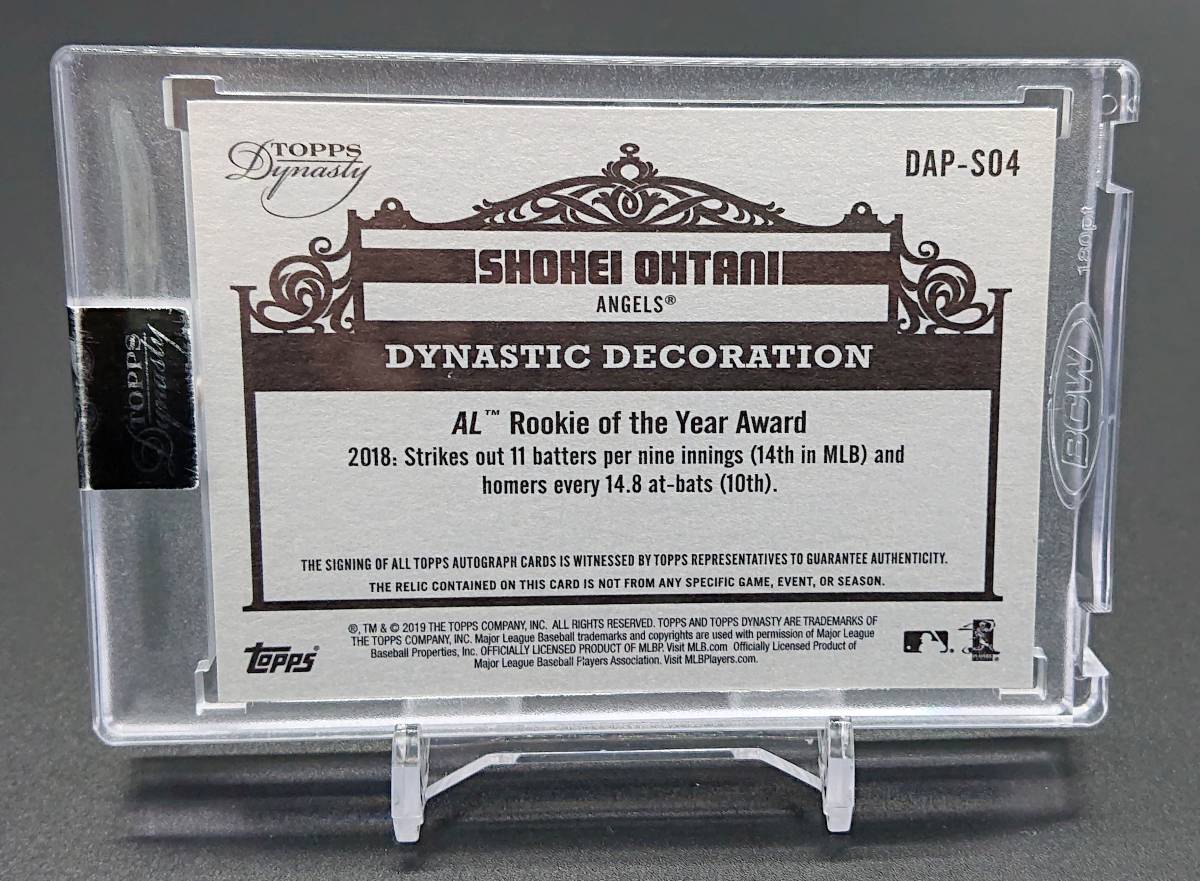 TOPPS
Dynasty
DAP-SO4
SHOHEI OHTANI
ANGELS®
DYNASTIC DECORATION
AL™ Rookie of the Year Award
2018: Strikes out 11 batters per nine innings (14th in MLB) and
homers every 14.8 at-bats (10th).
THE SIGNING OF ALL TOPPS AUTOGRAPH CARDS IS WITNESSED BY TOPPS REPRESENTATIVES TO GUARANTEE AUTHENTICITY.
THE RELIC CONTAINED ON THIS CARD IS NOT FROM ANY SPECIFIC GAME, EVENT, OR SEASON.
®, TM & © 2019 THE TOPPS COMPANY, INC. ALL RIGHTS RESERVED. TOPPS AND TOPPS DYNASTY ARE TRADEMARKS OF
THE TOPPS COMPANY, INC. Major League Baseball trademarks and copyrights are used with permission of Major League
Baseball Properties, Inc. OFFICIALLY LICENSED PRODUCT OF MLBP. Visit MLB.com Officially Licensed Product of
Major League Baseball Players Association. Visit MLBPlayers.com.
TOPPS®
TOPPS
Dynasty
180pt
BCW